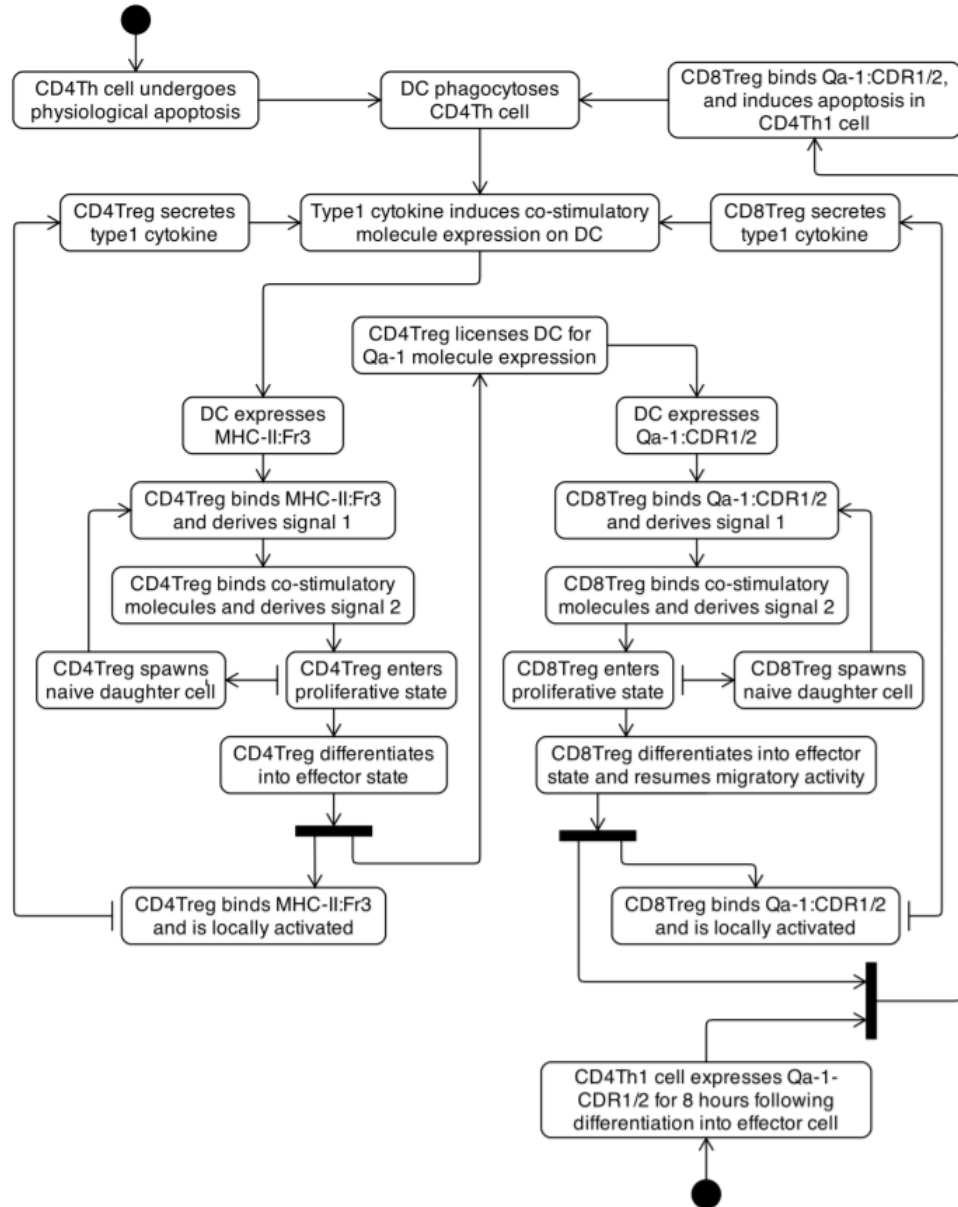 CD4Th cell undergoes
physiological apoptosis
DC phagocytoses
CD4Th cell
CD8Treg binds Qa-1:CDR1/2,
and induces apoptosis in
CD4Th1 cell
CD4Treg secretes
type1 cytokine
Type1 cytokine induces co-stimulatory
molecule expression on DC
CD8Treg secretes
type1 cytokine
CD4Treg licenses DC for
Qa-1 molecule expression
DC expresses
MHC-II:Fr3
DC expresses
Qa-1:CDR1/2
CD4Treg binds MHC-II:Fr3
and derives signal 1
CD8Treg binds Qa-1:CDR1/2
and derives signal 1
CD4Treg binds co-stimulatory
molecules and derives signal 2
CD8Treg binds co-stimulatory
molecules and derives signal 2
CD4Treg spawns
naive daughter cell
CD4Treg enters
proliferative state
CD8Treg enters
proliferative state
CD8Treg spawns
naive daughter cell
CD4Treg differentiates
into effector state
CD8Treg differentiates into effector
state and resumes migratory activity
CD4Treg binds MHC-II:Fr3
and is locally activated
CD8Treg binds Qa-1:CDR1/2
and is locally activated
CD4Th1 cell expresses Qa-1-
CDR1/2 for 8 hours following
differentiation into effector cell